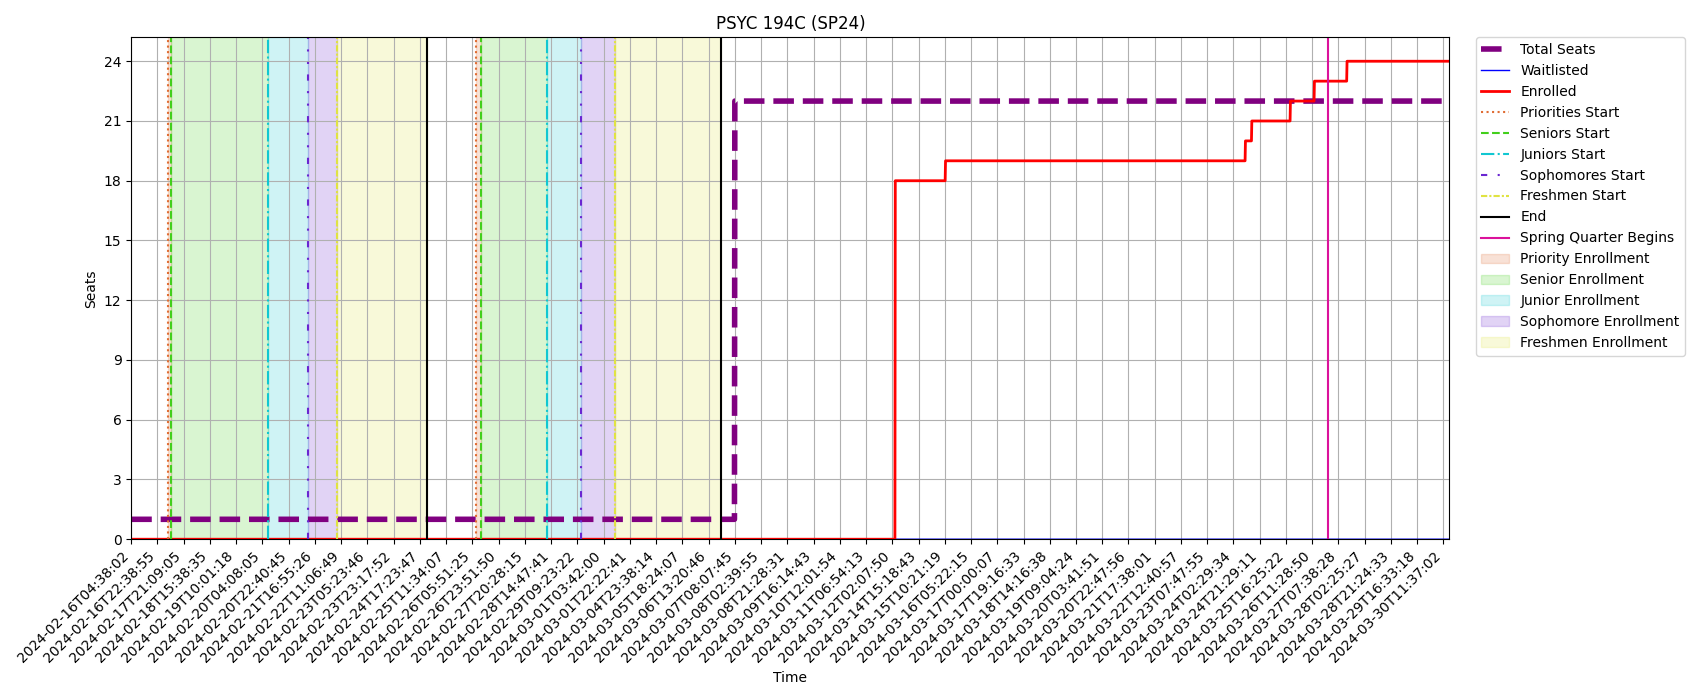 PSYC 194C (SP24)
Seats
24
21
18
15
12
9
6
3
0
2024-02-16T04:38:02
2024-02-16T22:38:55
2024-02-17T21:09:05
2024-02-18T15:38:35
2024-02-19T10:01:18
2024-02-20T04:08:05
2024-02-20T22:40:45
2024-02-21T16:55:26
2024-02-22T11:06:49
2024-02-23T05:23:46
2024-02-23T23:17:52
2024-02-24T17:23:47
2024-02-25T11:34:07
2024-02-26T05:51:25
2024-02-26T23:51:50
2024-02-27T20:28:15
2024-02-28T14:47:41
2024-02-29T09:23:22
2024-03-01T03:42:00
2024-03-01T22:22:41
2024-03-04T23:38:14
2024-03-05T18:24:07
2024-03-06T13:20:46
2024-03-07T08:07:45
2024-03-08T02:39:55
2024-03-08T21:28:31
2024-03-09T16:14:43
2024-03-10T12:01:54
2024-03-11T06:54:13
2024-03-12T02:07:50
2024-03-14T15:18:43
2024-03-15T10:21:19
2024-03-16T05:22:15
2024-03-17T00:00:07
2024-03-17T19:16:33
2024-03-18T14:16:38
2024-03-19T09:04:24
2024-03-20T03:41:51
2024-03-20T22:47:56
2024-03-21T17:38:01
2024-03-22T12:40:57
2024-03-23T07:47:55
2024-03-24T02:29:34
2024-03-24T21:29:11
2024-03-25T16:25:22
2024-03-26T11:28:50
2024-03-27T07:38:28
2024-03-28T02:25:27
2024-03-28T21:24:33
2024-03-29T16:33:18
2024-03-30T11:37:02
Time
Total Seats
Waitlisted
Enrolled
Priorities Start
Seniors Start
Juniors Start
Sophomores Start
Freshmen Start
End
Spring Quarter Begins
Priority Enrollment
Senior Enrollment
Junior Enrollment
Sophomore Enrollment
Freshmen Enrollment